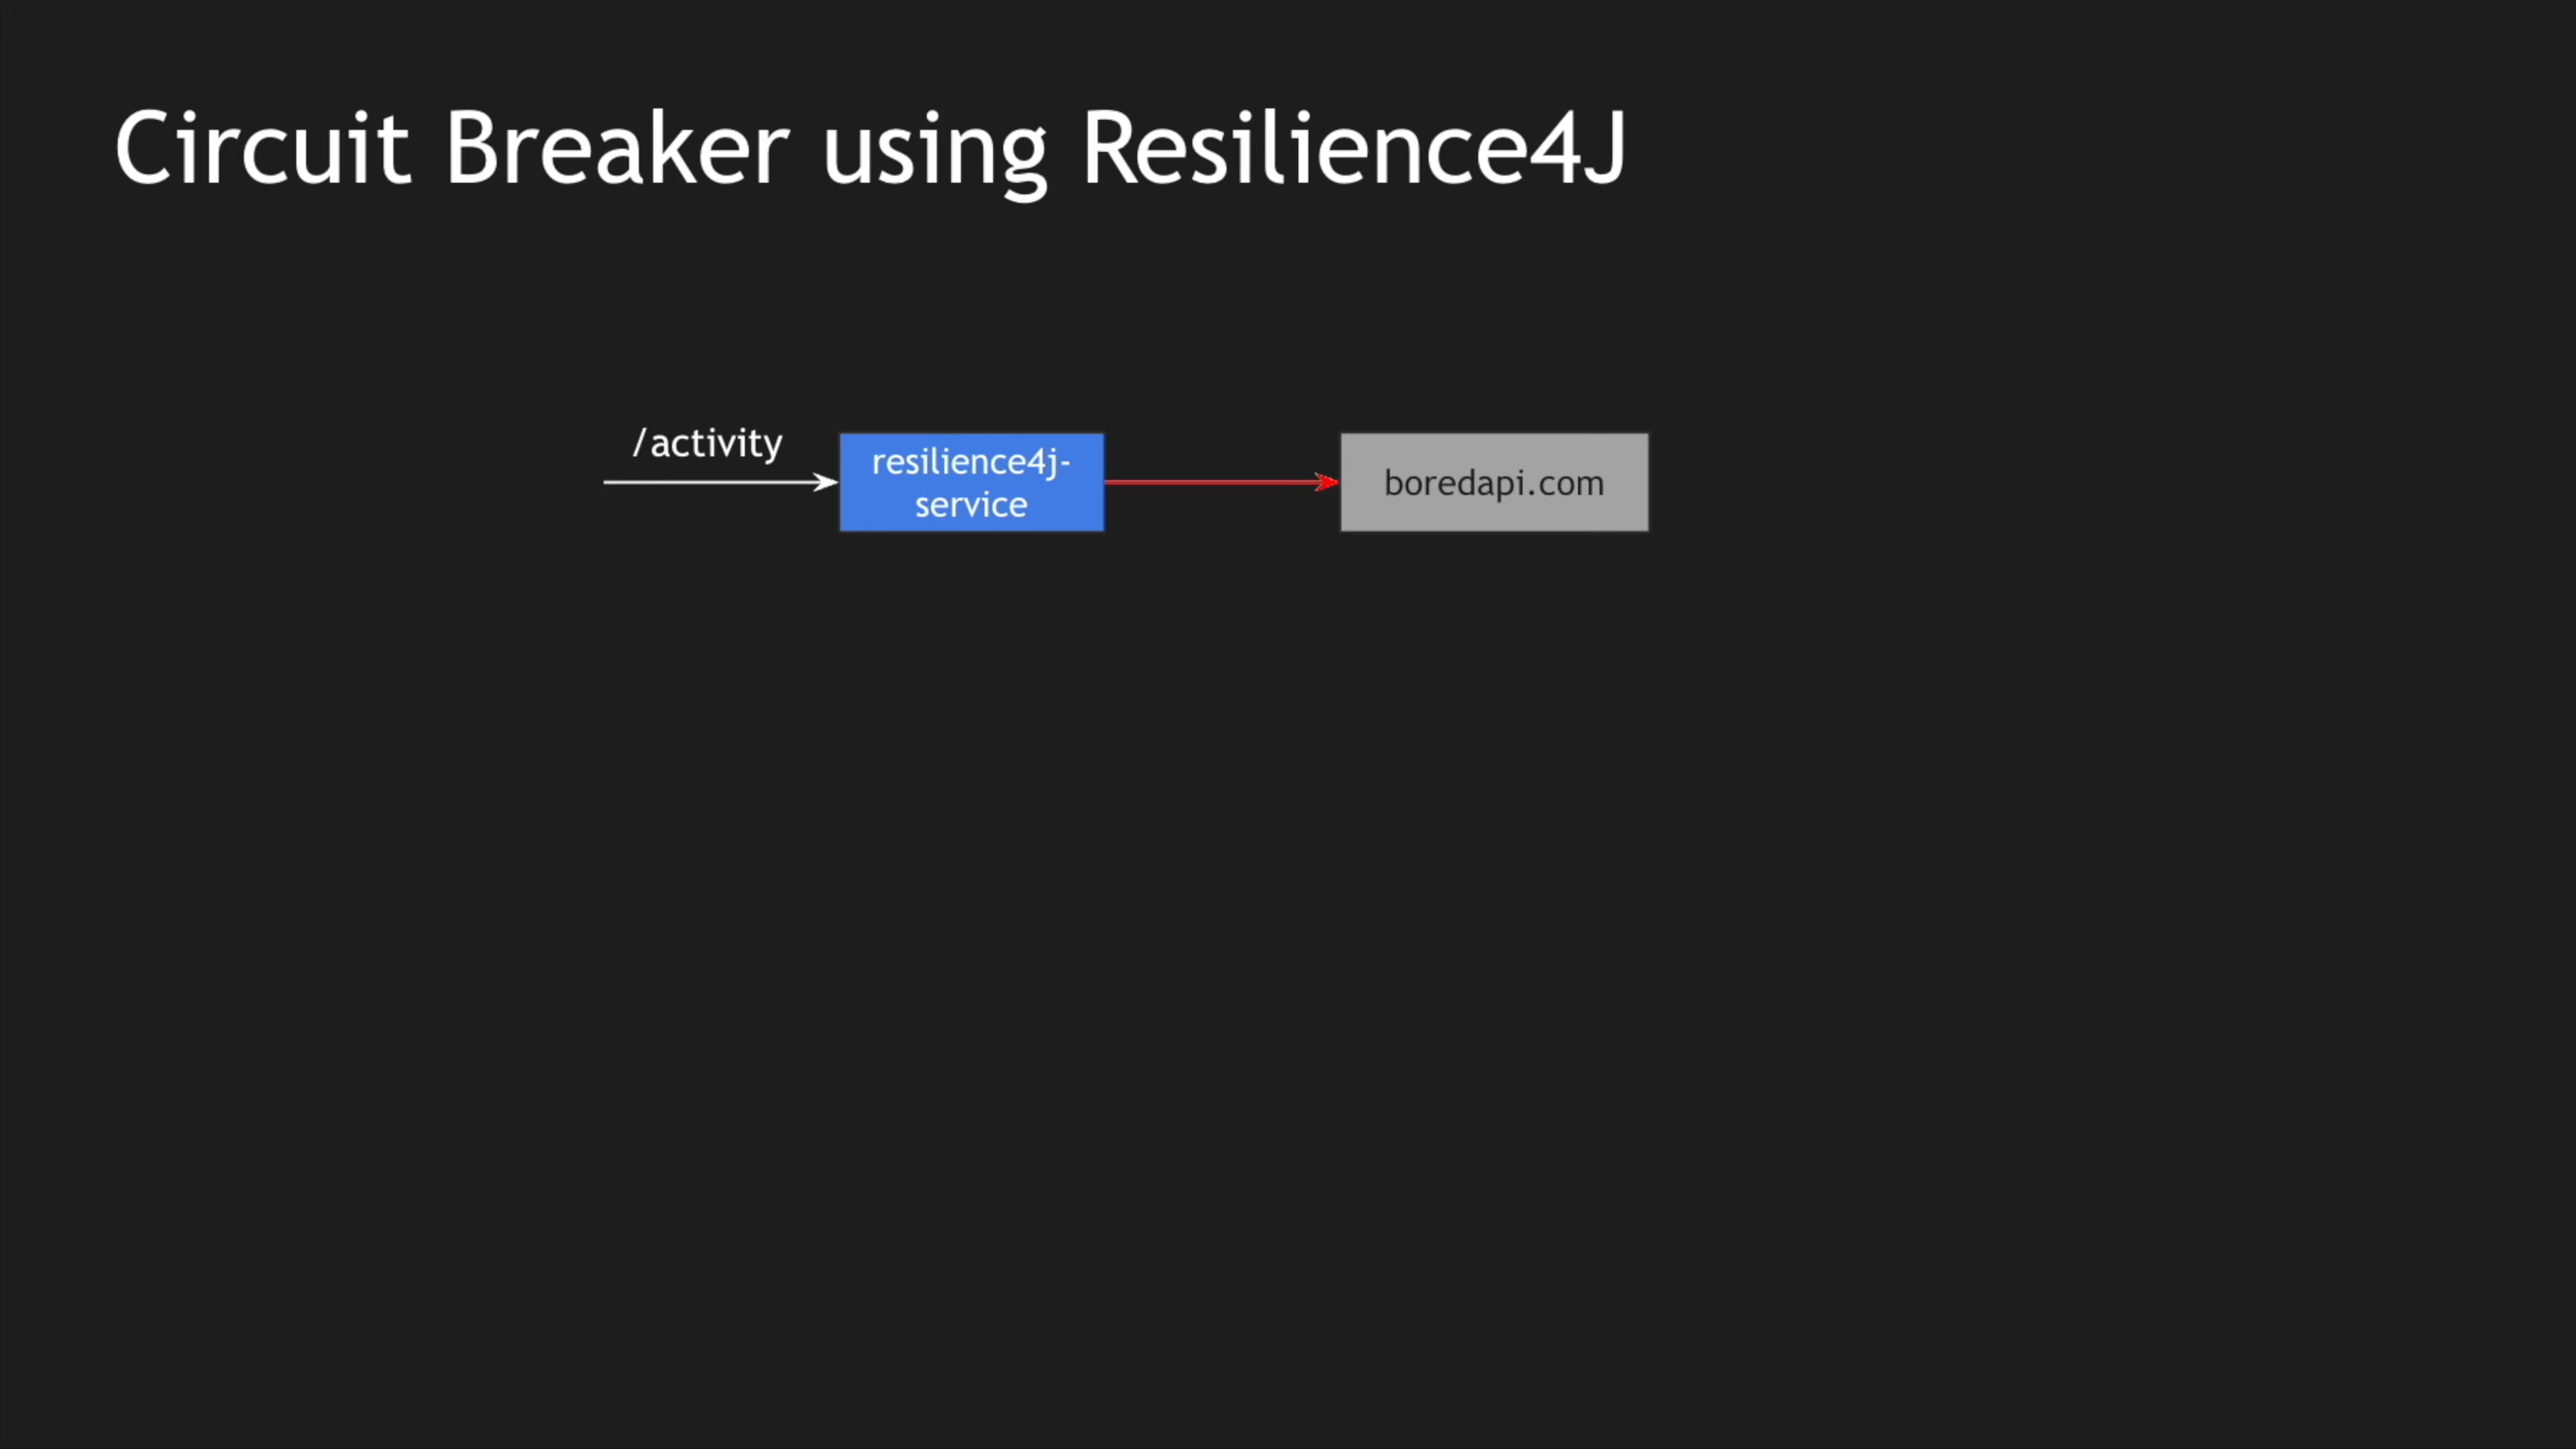 Circuit Breaker using Resilience4J
/activity
resilience4j-
service
boredapi.com